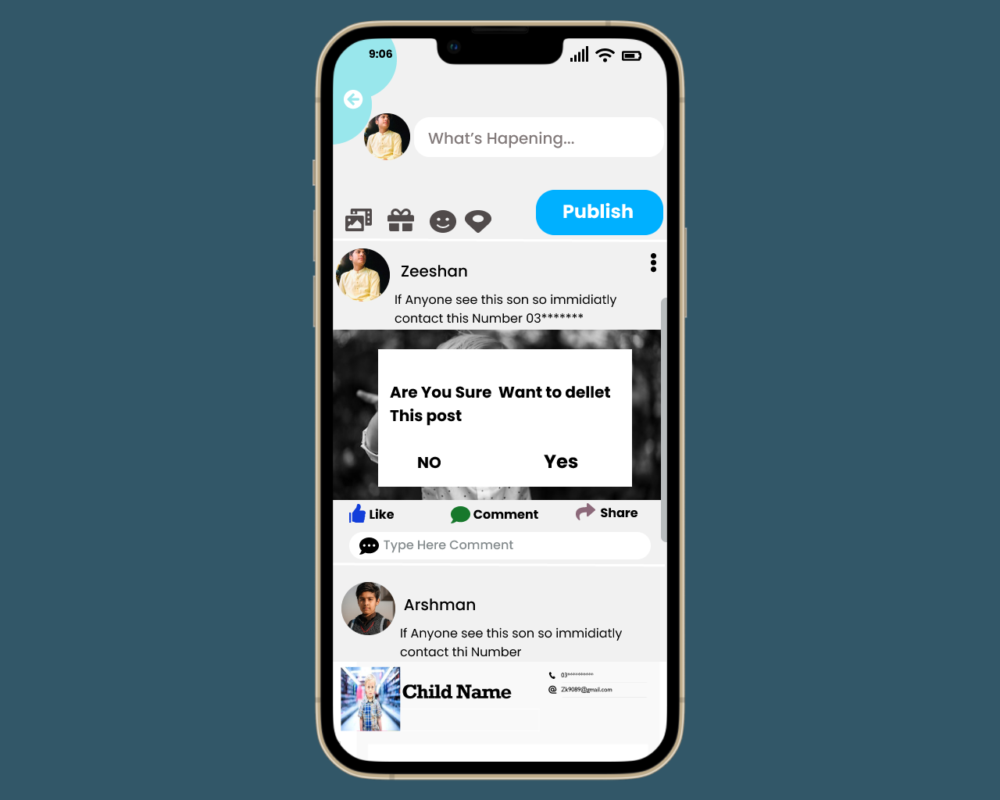 9:06
What's Hapening...
Publish
Zeeshan
If Anyone see this son so immidiatly
contact this Number 03*******
Are You Sure Want to dellet
This post
NO
Yes
Like
Comment
Share
Type Here Comment
Arshman
If Anyone see this son so immidiatly
contact thi Number
Child Name
03**********
Zk9089@gmail.com